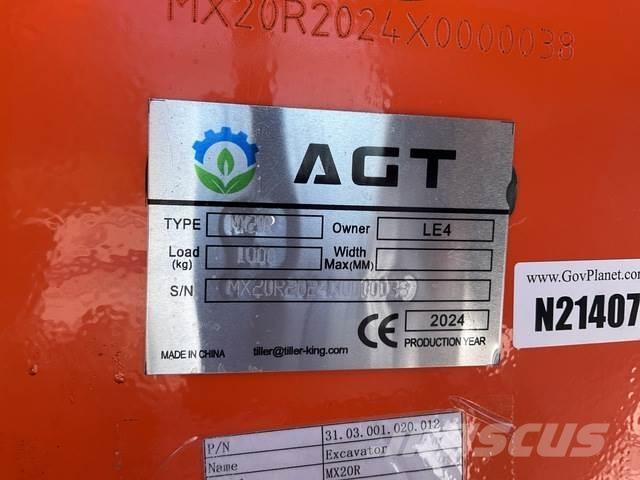 MX20R2024X0000038
AGT
TYPE Owner LE4
Load (kg) 1000 Width Max(MM)
S/N MX20R2024X0000038
CE 2024
MADE IN CHINA tiller@tiller-king.com PRODUCTION YEAR
www.GovPlanet.com
N21407
P/N 31.03.001.020.012
Name Excavator
MX20R